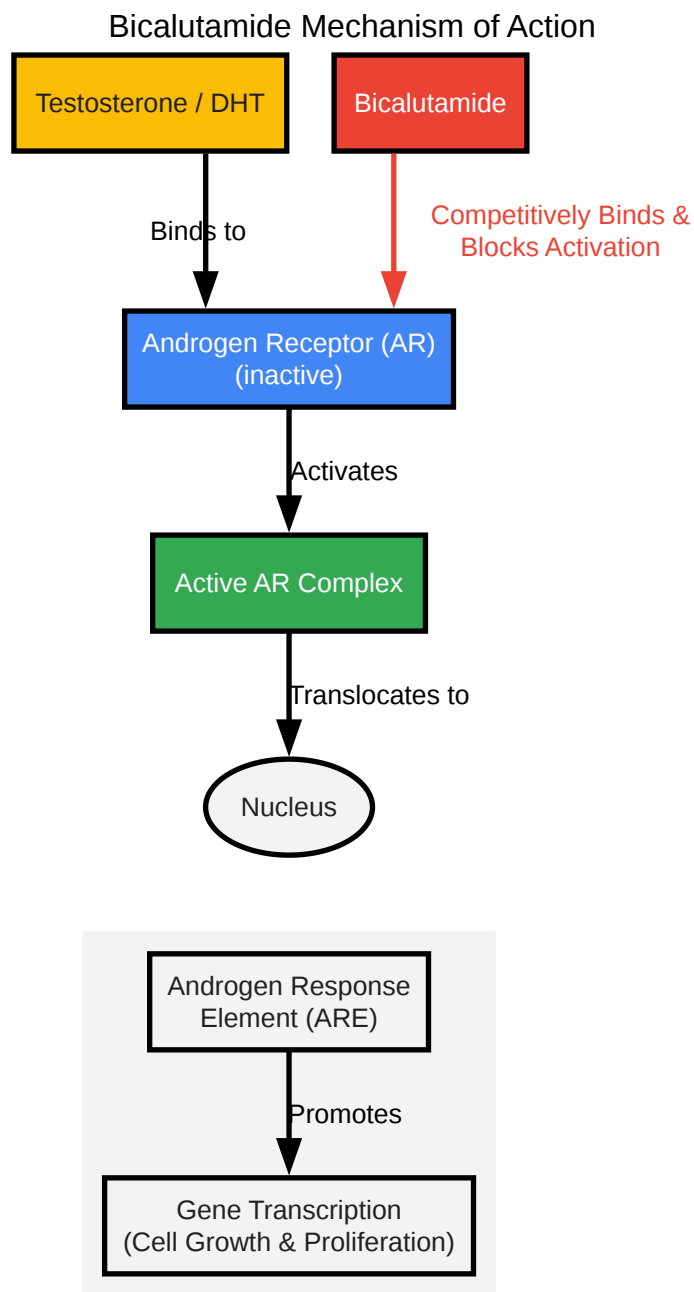 Bicalutamide Mechanism of Action
Testosterone / DHT
Bicalutamide
Binds to
Competitively Binds &
Blocks Activation
Androgen Receptor (AR)
(inactive)
Activates
Active AR Complex
Translocates to
Nucleus
Androgen Response
Element (ARE)
Promotes
Gene Transcription
(Cell Growth & Proliferation)